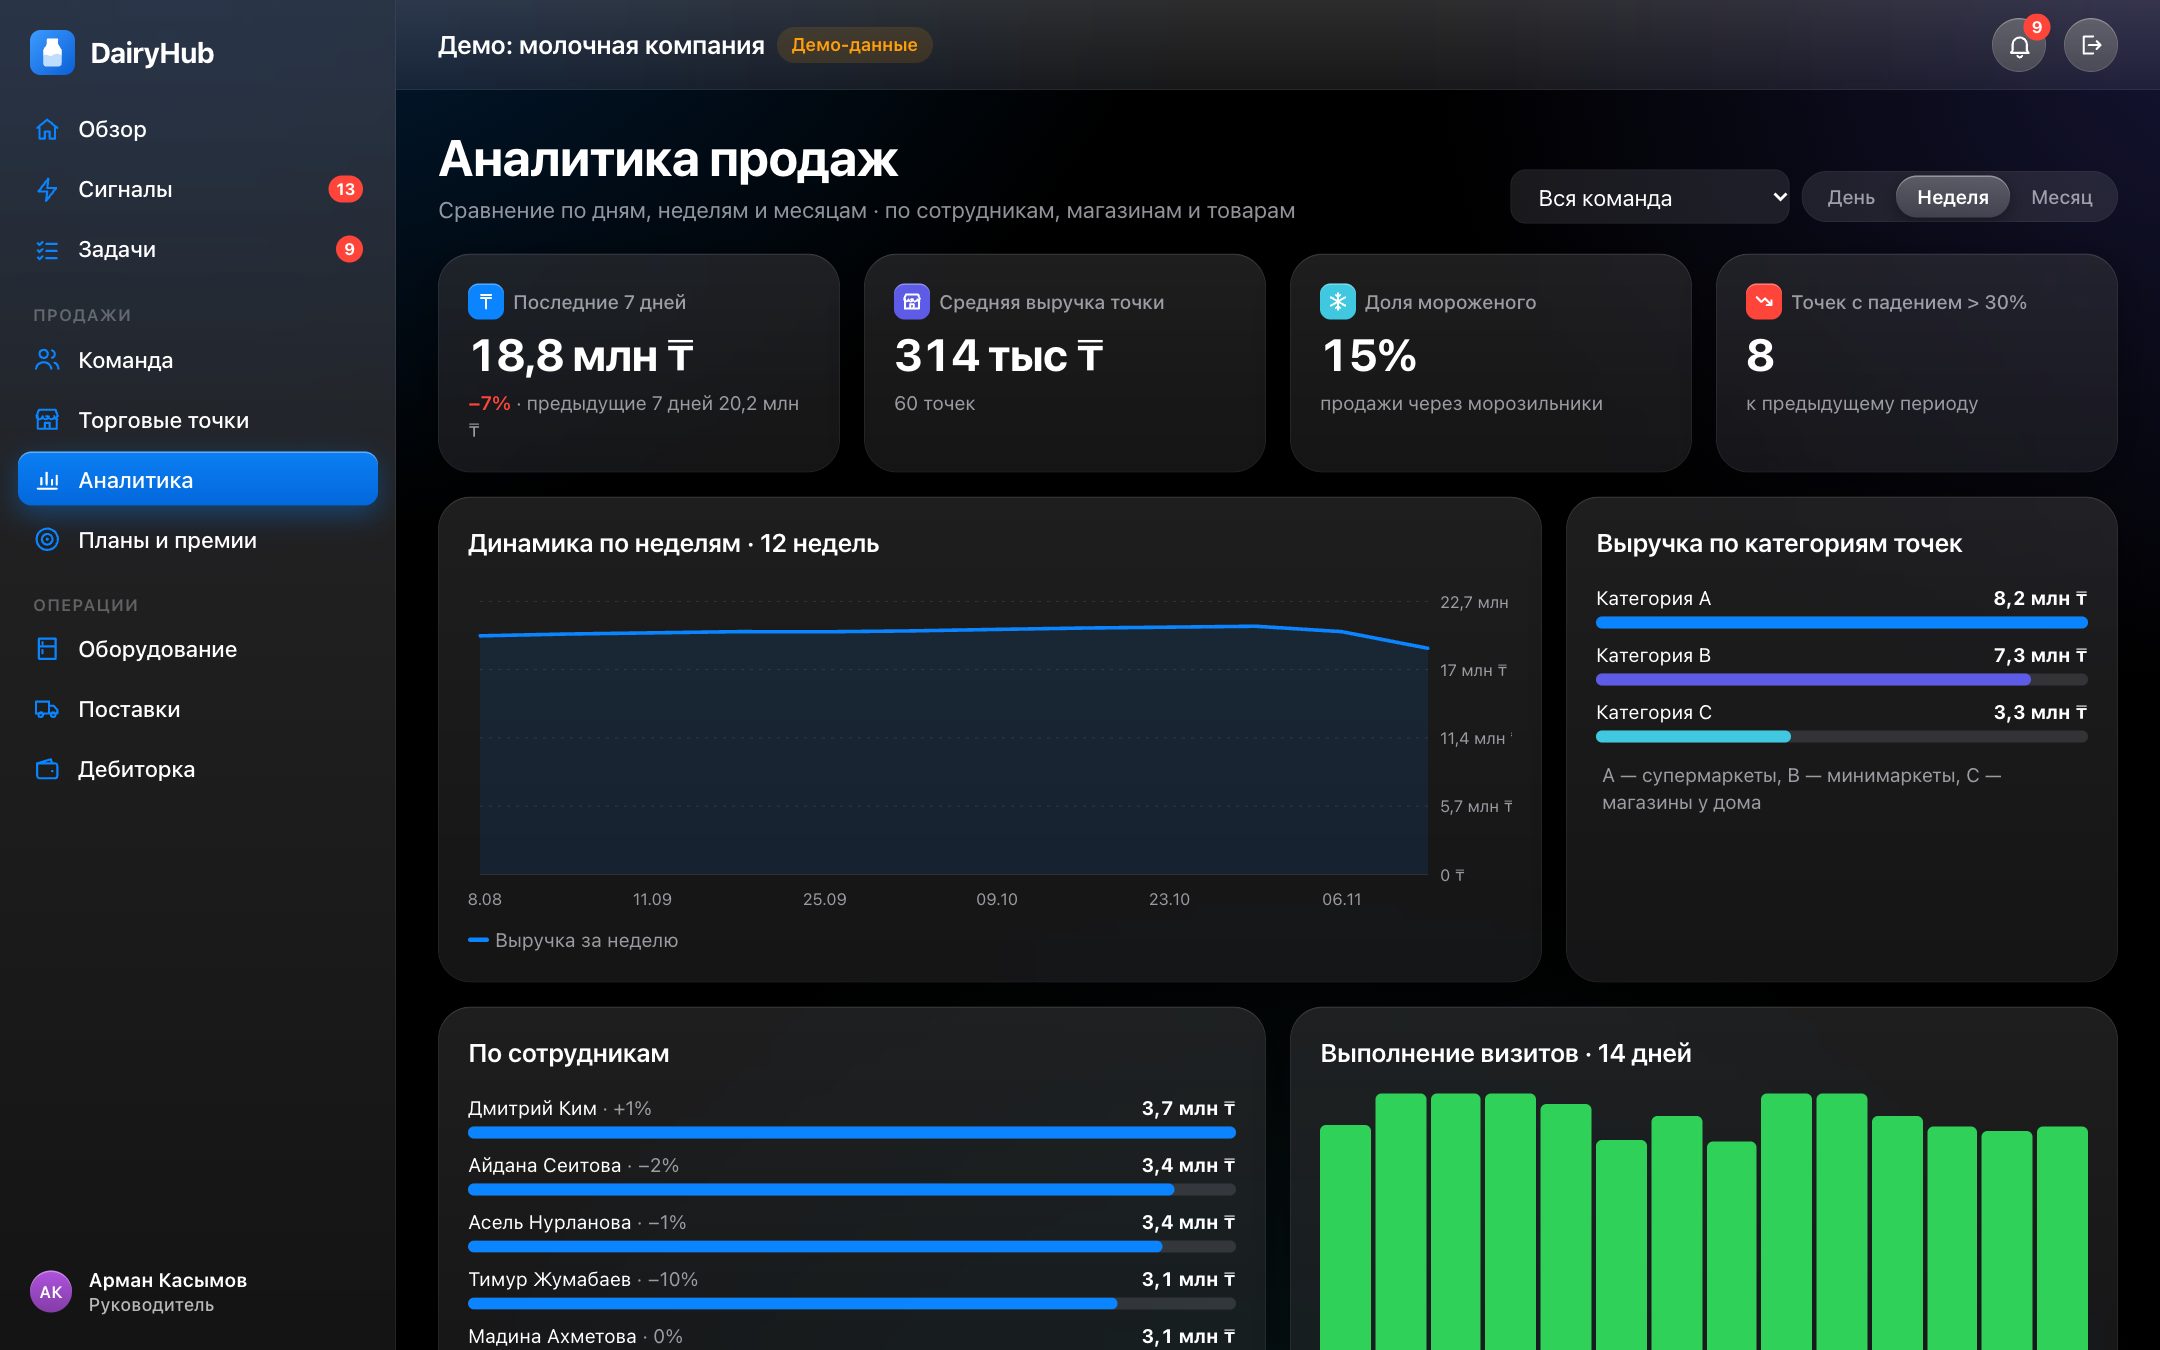 DairyHub
Обзор
Сигналы 13
Задачи 9
ПРОДАЖИ
Команда
Торговые точки
Аналитика
Планы и премии
ОПЕРАЦИИ
Оборудование
Поставки
Дебиторка
АК
Арман Касымов
Руководитель
Демо: молочная компания Демо-данные
9
Аналитика продаж
Сравнение по дням, неделям и месяцам · по сотрудникам, магазинам и товарам
Вся команда
День Неделя Месяц
₸ Последние 7 дней
18,8 млн ₸
−7% · предыдущие 7 дней 20,2 млн
₸
Средняя выручка точки
314 тыс ₸
60 точек
Доля мороженого
15%
продажи через морозильники
Точек с падением > 30%
8
к предыдущему периоду
Динамика по неделям · 12 недель
22,7 млн
17 млн ₸
11,4 млн
5,7 млн ₸
0 ₸
8.08 11.09 25.09 09.10 23.10 06.11
Выручка за неделю
Выручка по категориям точек
Категория A 8,2 млн ₸
Категория B 7,3 млн ₸
Категория C 3,3 млн ₸
A — супермаркеты, B — минимаркеты, C —
магазины у дома
По сотрудникам
Дмитрий Ким · +1% 3,7 млн ₸
Айдана Сеитова · −2% 3,4 млн ₸
Асель Нурланова · −1% 3,4 млн ₸
Тимур Жумабаев · −10% 3,1 млн ₸
Мадина Ахметова · 0% 3,1 млн ₸
Выполнение визитов · 14 дней